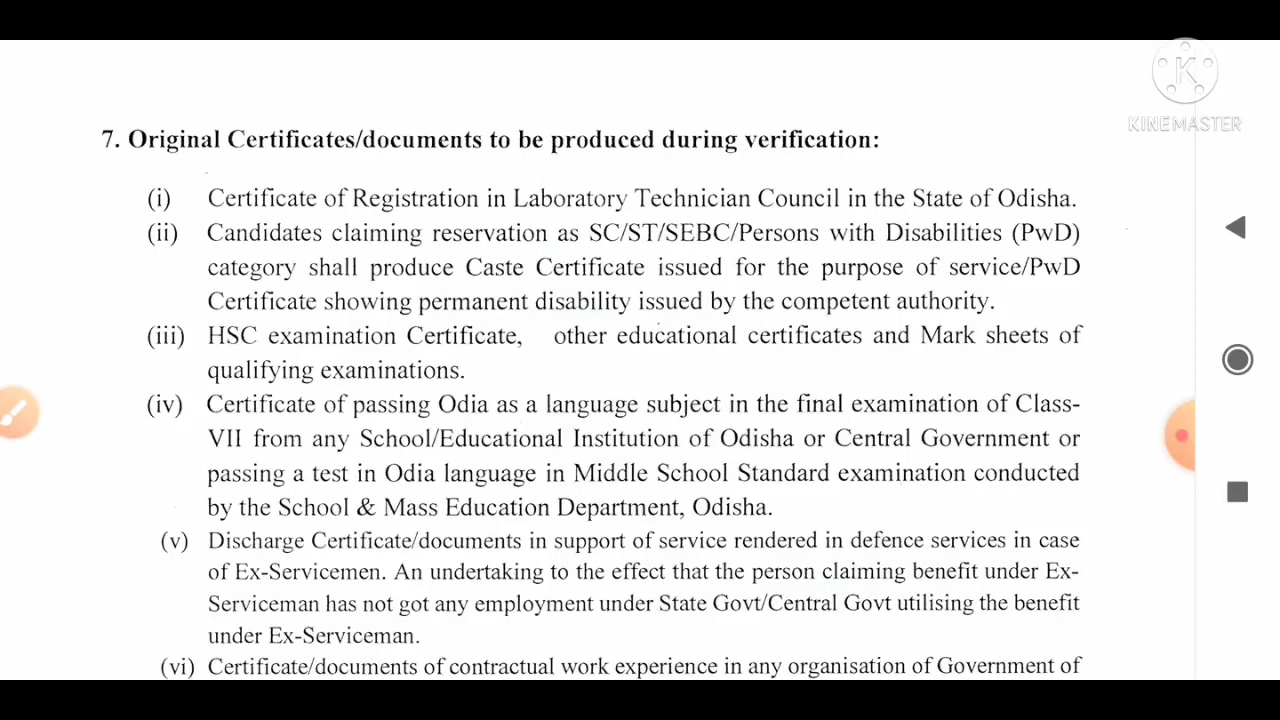 K
KINEMASTER
7. Original Certificates/documents to be produced during verification:
(i) Certificate of Registration in Laboratory Technician Council in the State of Odisha.
(ii) Candidates claiming reservation as SC/ST/SEBC/Persons with Disabilities (PwD)
category shall produce Caste Certificate issued for the purpose of service/PwD
Certificate showing permanent disability issued by the competent authority.
(iii) HSC examination Certificate, other educational certificates and Mark sheets of
qualifying examinations.
(iv) Certificate of passing Odia as a language subject in the final examination of Class-
VII from any School/Educational Institution of Odisha or Central Government or
passing a test in Odia language in Middle School Standard examination conducted
by the School & Mass Education Department, Odisha.
(v) Discharge Certificate/documents in support of service rendered in defence services in case
of Ex-Servicemen. An undertaking to the effect that the person claiming benefit under Ex-
Serviceman has not got any employment under State Govt/Central Govt utilising the benefit
under Ex-Serviceman.
(vi) Certificate/documents of contractual work experience in any organisation of Government of